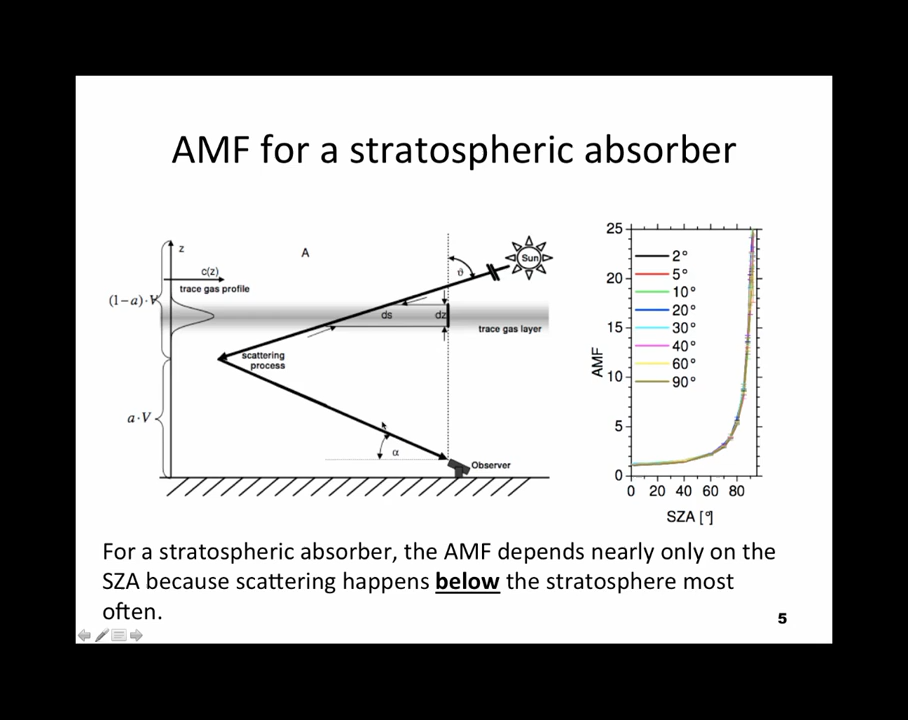 AMF for a stratospheric absorber
z
A
c(z)
trace gas profile
(1−a)·V
Sun
ϑ
ds
dz
trace gas layer
scattering
process
a·V
α
Observer
25
20
15
10
5
0
AMF
2°
5°
10°
20°
30°
40°
60°
90°
0 20 40 60 80
SZA [°]
For a stratospheric absorber, the AMF depends nearly only on the
SZA because scattering happens below the stratosphere most
often.
5